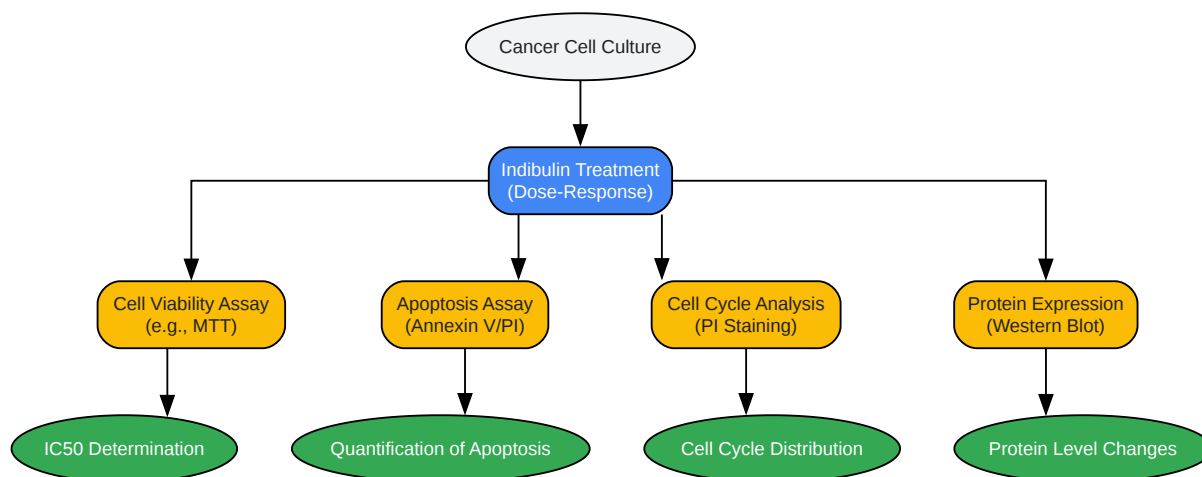 Cancer Cell Culture
Indibulin Treatment
(Dose-Response)
Cell Viability Assay
(e.g., MTT)
Apoptosis Assay
(Annexin V/PI)
Cell Cycle Analysis
(PI Staining)
Protein Expression
(Western Blot)
IC50 Determination
Quantification of Apoptosis
Cell Cycle Distribution
Protein Level Changes